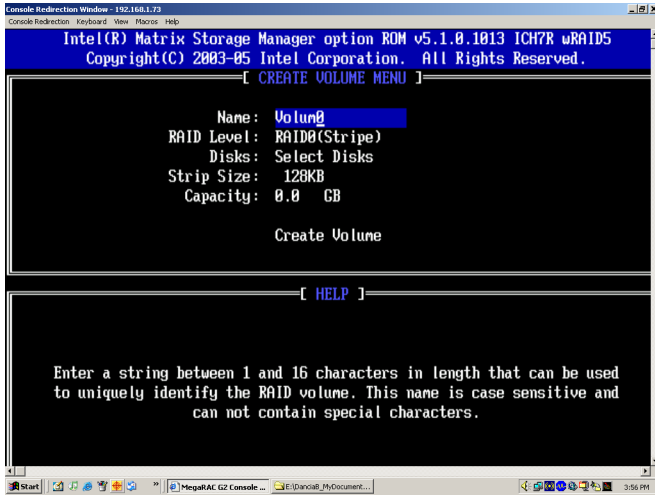 Console Redirection Window - 192.168.1.73
Console Redirection Keyboard View Macros Help
Intel(R) Matrix Storage Manager option ROM v5.1.0.1013 ICH7R wRAID5
Copyright(C) 2003-05 Intel Corporation. All Rights Reserved.
[ CREATE VOLUME MENU ]
Name: Volum0
RAID Level: RAID0(Stripe)
Disks: Select Disks
Strip Size: 128KB
Capacity: 0.0 GB
Create Volume
[ HELP ]
Enter a string between 1 and 16 characters in length that can be used
to uniquely identify the RAID volume. This name is case sensitive and
can not contain special characters.
Start » MegaRAC G2 Console ... E:\DanciaB_MyDocument... 3:56 PM